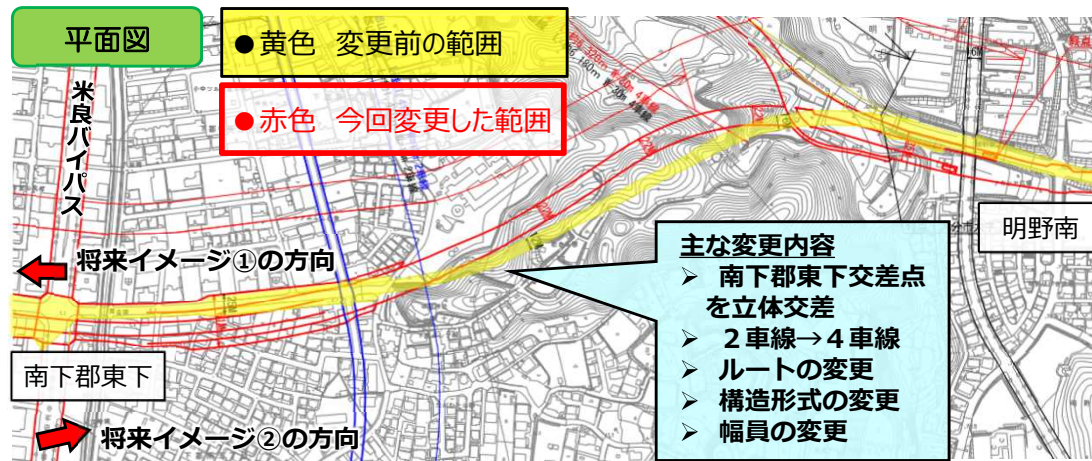 平面図
●黄色 変更前の範囲
●赤色 今回変更した範囲
米良バイパス
将来イメージ①の方向
南下郡東下
将来イメージ②の方向
明野南
主な変更内容
➢ 南下郡東下交差点
を立体交差
➢ 2車線→4車線
➢ ルートの変更
➢ 構造形式の変更
➢ 幅員の変更